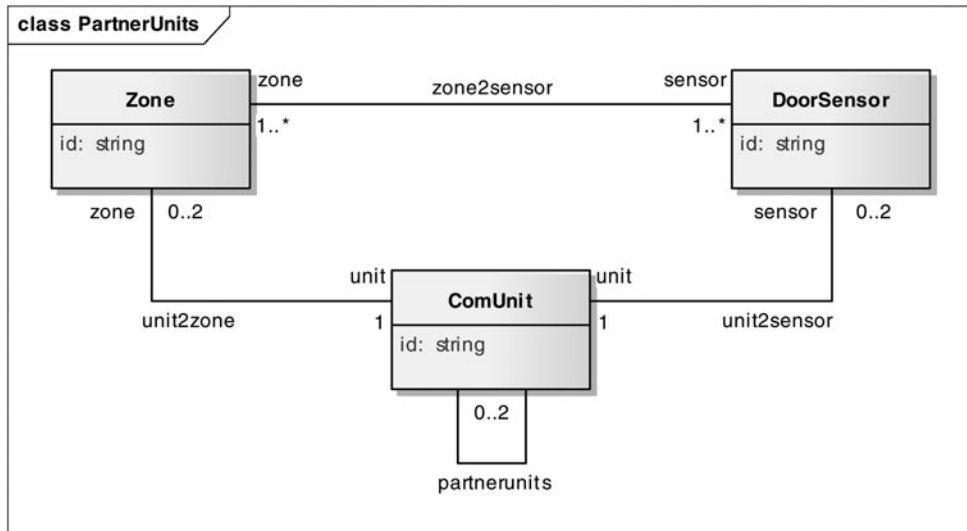 class PartnerUnits
Zone
id: string
zone
zone2sensor
sensor
1..*
1..*
DoorSensor
id: string
zone
0..2
sensor
0..2
unit
unit
ComUnit
id: string
unit2zone
1
1
unit2sensor
0..2
partnerunits